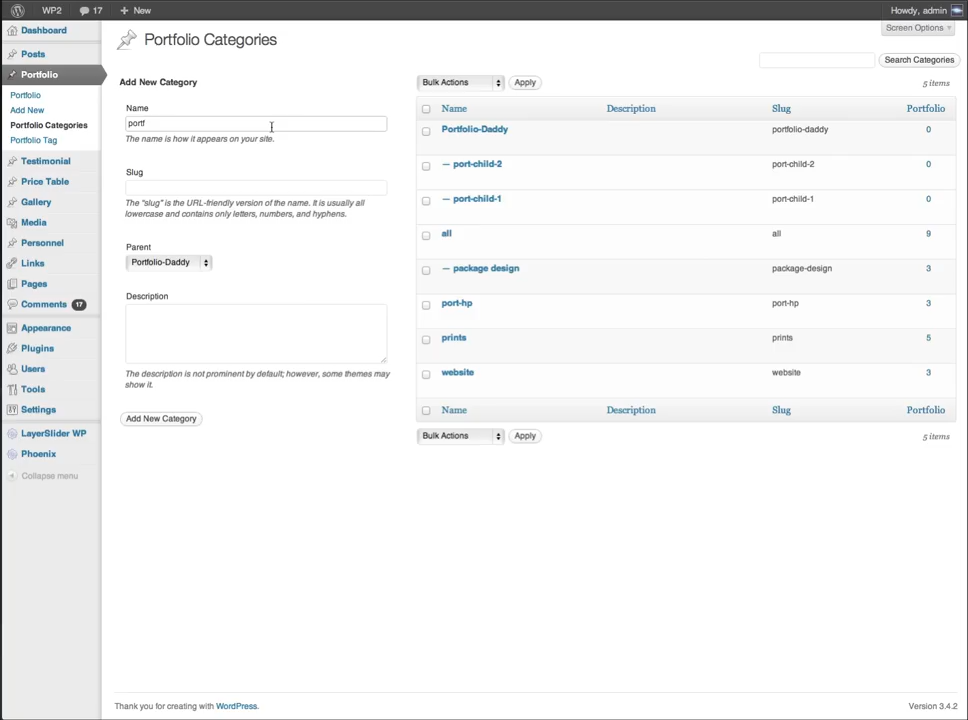 WP2 17 + New Howdy, admin
Screen Options
Dashboard
Posts
Portfolio
Portfolio
Add New
Portfolio Categories
Portfolio Tag
Testimonial
Price Table
Gallery
Media
Personnel
Links
Pages
Comments 17
Appearance
Plugins
Users
Tools
Settings
LayerSlider WP
Phoenix
Collapse menu
Portfolio Categories
Search Categories
Add New Category
Name
portf
The name is how it appears on your site.
Slug
The "slug" is the URL-friendly version of the name. It is usually all
lowercase and contains only letters, numbers, and hyphens.
Parent
Portfolio-Daddy
Description
The description is not prominent by default; however, some themes may
show it.
Add New Category
Bulk Actions Apply 5 items
Name Description Slug Portfolio
Portfolio-Daddy portfolio-daddy 0
— port-child-2 port-child-2 0
— port-child-1 port-child-1 0
all all 9
— package design package-design 3
port-hp port-hp 3
prints prints 5
website website 3
Name Description Slug Portfolio
Bulk Actions Apply 5 items
Thank you for creating with WordPress. Version 3.4.2